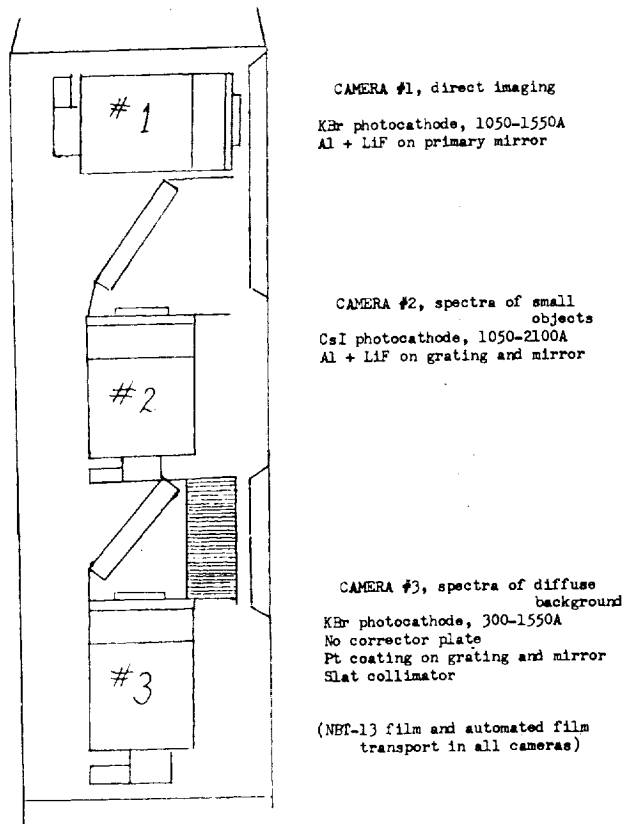 # 1
CAMERA #1, direct imaging
KBr photocathode, 1050-1550A
Al + LiF on primary mirror
# 2
CAMERA #2, spectra of small
objects
CsI photocathode, 1050-2100A
Al + LiF on grating and mirror
# 3
CAMERA #3, spectra of diffuse
background
KBr photocathode, 300-1550A
No corrector plate
Pt coating on grating and mirror
Slat collimator
(NBT-13 film and automated film
transport in all cameras)